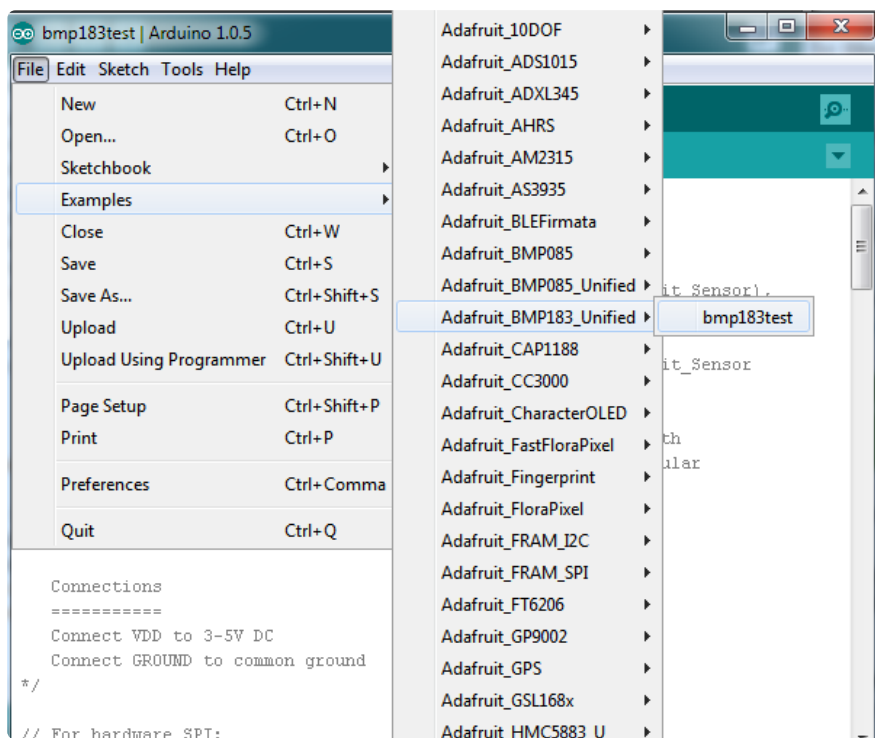 bmp183test | Arduino 1.0.5
File Edit Sketch Tools Help
New Ctrl+N
Open... Ctrl+O
Sketchbook
Examples
Close Ctrl+W
Save Ctrl+S
Save As... Ctrl+Shift+S
Upload Ctrl+U
Upload Using Programmer Ctrl+Shift+U
Page Setup Ctrl+Shift+P
Print Ctrl+P
Preferences Ctrl+Comma
Quit Ctrl+Q
Adafruit_10DOF
Adafruit_ADS1015
Adafruit_ADXL345
Adafruit_AHRS
Adafruit_AM2315
Adafruit_AS3935
Adafruit_BLEFirmata
Adafruit_BMP085
Adafruit_BMP085_Unified
Adafruit_BMP183_Unified
Adafruit_CAP1188
Adafruit_CC3000
Adafruit_CharacterOLED
Adafruit_FastFloraPixel
Adafruit_Fingerprint
Adafruit_FloraPixel
Adafruit_FRAM_I2C
Adafruit_FRAM_SPI
Adafruit_FT6206
Adafruit_GP9002
Adafruit_GPS
Adafruit_GSL168x
Adafruit_HMC5883_U
bmp183test
it_Sensor),
it_Sensor
th
ular
Connections
===========
Connect VDD to 3-5V DC
Connect GROUND to common ground
*/
// For hardware SPI: